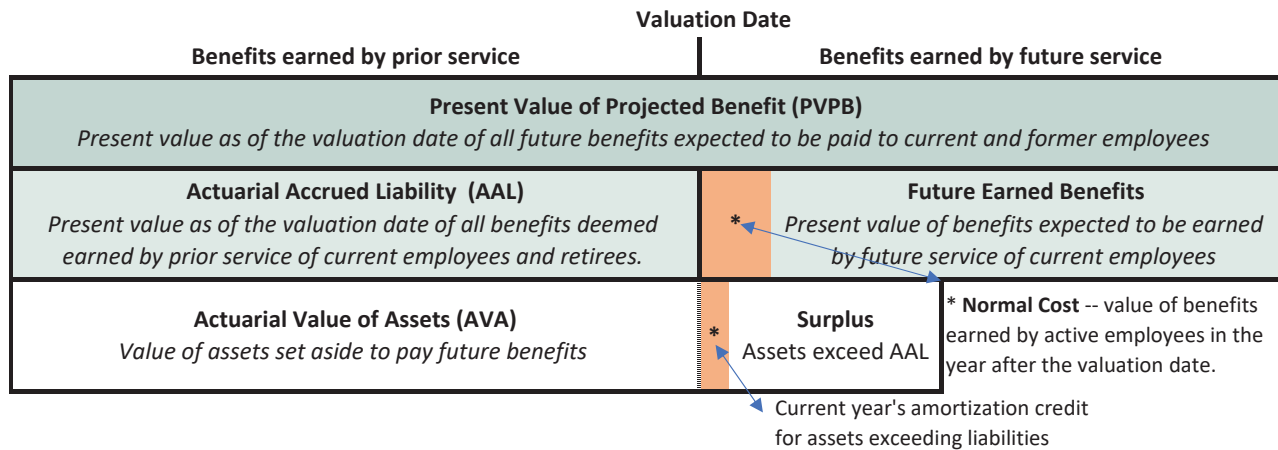 Valuation Date
Benefits earned by prior service
Benefits earned by future service
Present Value of Projected Benefit (PVPB)
Present value as of the valuation date of all future benefits expected to be paid to current and former employees
Actuarial Accrued Liability (AAL)
Present value as of the valuation date of all benefits deemed
earned by prior service of current employees and retirees.
*
Future Earned Benefits
Present value of benefits expected to be earned
by future service of current employees
Actuarial Value of Assets (AVA)
Value of assets set aside to pay future benefits
*
Surplus
Assets exceed AAL
* Normal Cost -- value of benefits
earned by active employees in the
year after the valuation date.
Current year's amortization credit
for assets exceeding liabilities